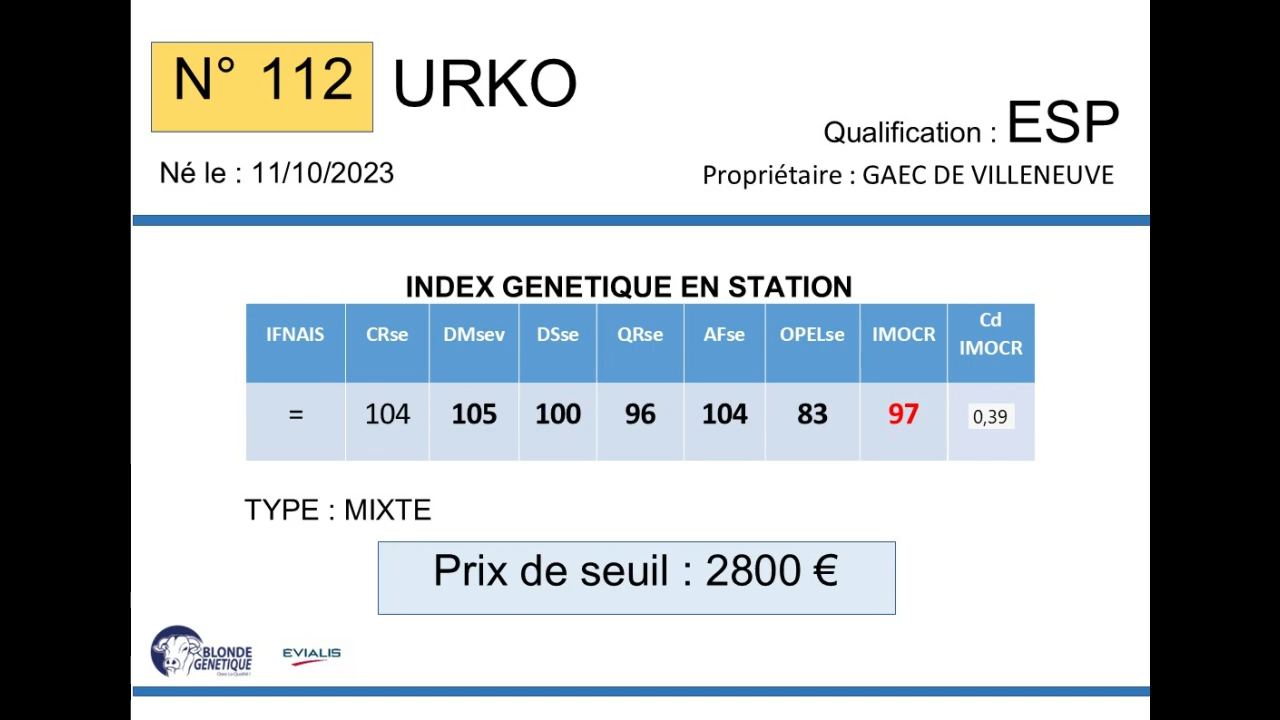 N° 112 URKO
Qualification : ESP
Né le : 11/10/2023
Propriétaire : GAEC DE VILLENEUVE
INDEX GENETIQUE EN STATION
IFNAIS CRse DMsev DSse QRse AFse OPELse IMOCR Cd IMOCR
= 104 105 100 96 104 83 97 0,39
TYPE : MIXTE
Prix de seuil : 2800 €
BLONDE
GENETIQUE
EVIALIS